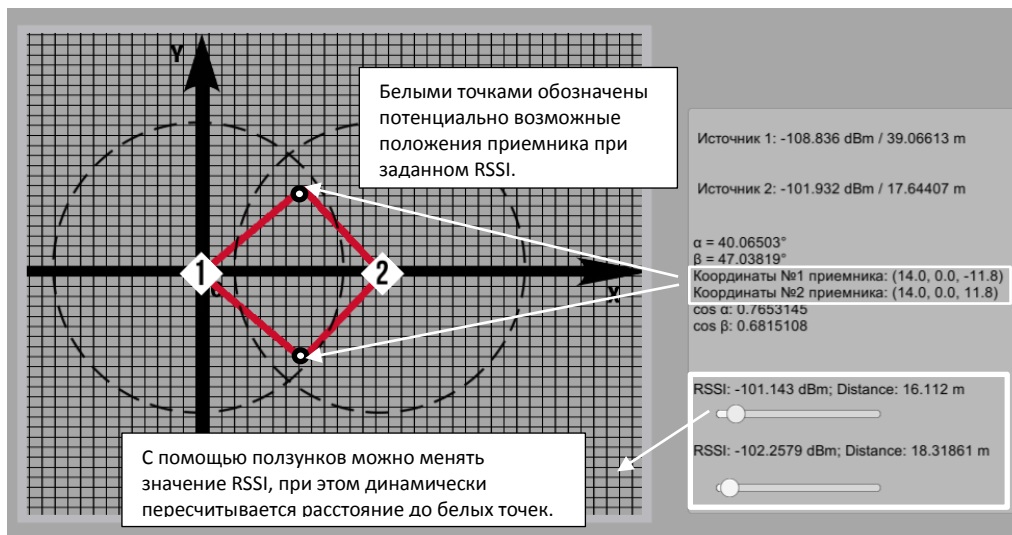 Y
Белыми точками обозначены
потенциально возможные
положения приемника при
заданном RSSI.
Источник 1: -108.836 dBm / 39.06613 m
Источник 2: -101.932 dBm / 17.64407 m
α = 40.06503°
β = 47.03819°
Координаты №1 приемника: (14.0, 0.0, -11.8)
Координаты №2 приемника: (14.0, 0.0, 11.8)
cos α: 0.7653145
cos β: 0.6815108
1
2
X
RSSI: -101.143 dBm; Distance: 16.112 m
RSSI: -102.2579 dBm; Distance: 18.31861 m
С помощью ползунков можно менять
значение RSSI, при этом динамически
пересчитывается расстояние до белых точек.